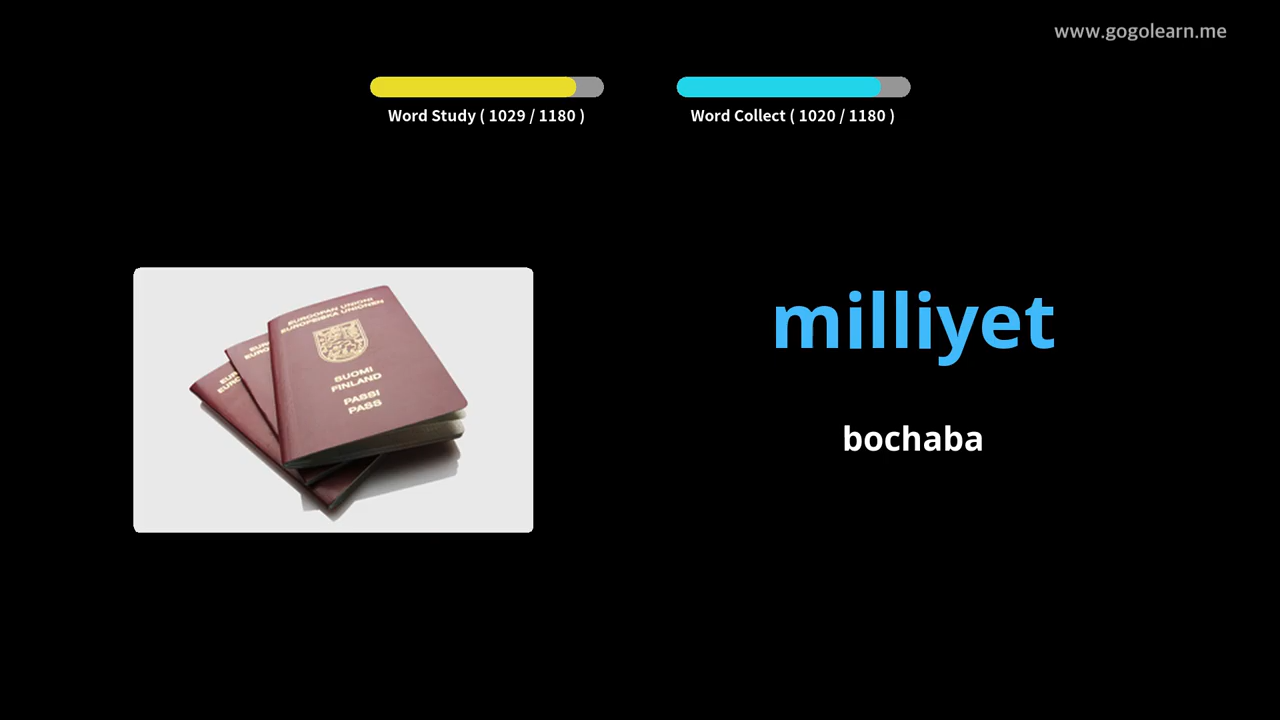 www.gogolearn.me
Word Study ( 1029 / 1180 )
Word Collect ( 1020 / 1180 )
milliyet
bochaba
EUROOPAN UNIONI
EUROPEISKA UNIONEN
SUOMI
FINLAND
PASSI
PASS